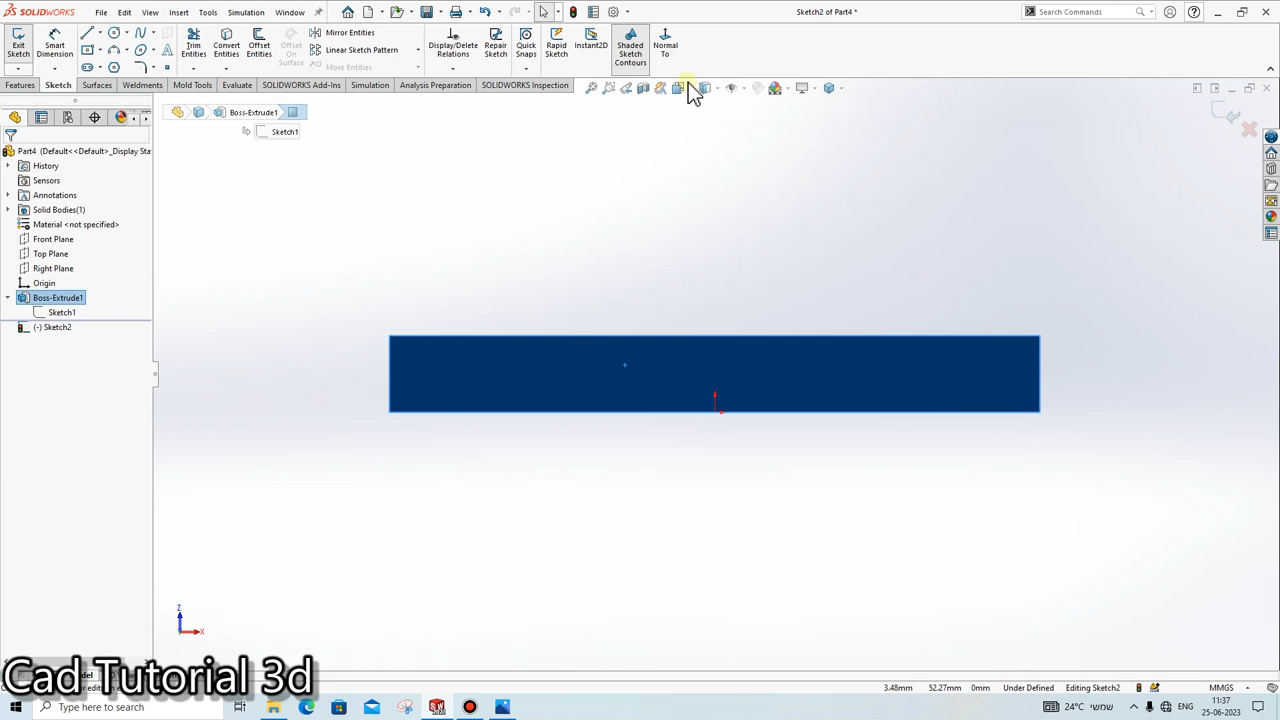 SOLIDWORKS File Edit View Insert Tools Simulation Window Sketch2 of Part4 * Search Commands
Exit Sketch Smart Dimension Trim Entities Convert Entities Offset Entities Offset On Surface Mirror Entities Linear Sketch Pattern Move Entities Display/Delete Relations Repair Sketch Quick Snaps Rapid Sketch Instant2D Shaded Sketch Contours Normal To
Features Sketch Surfaces Weldments Mold Tools Evaluate SOLIDWORKS Add-Ins Simulation Analysis Preparation SOLIDWORKS Inspection
Boss-Extrude1
Sketch1
Part4 (Default<<Default>_Display Sta
History
Sensors
Annotations
Solid Bodies(1)
Material <not specified>
Front Plane
Top Plane
Right Plane
Origin
Boss-Extrude1
Sketch1
(-) Sketch2
Z
X
Cad Tutorial 3d
3.48mm 52.27mm 0mm Under Defined Editing Sketch2 MMGS
Type here to search
24°C שמשי ENG 11:37
25-06-2023